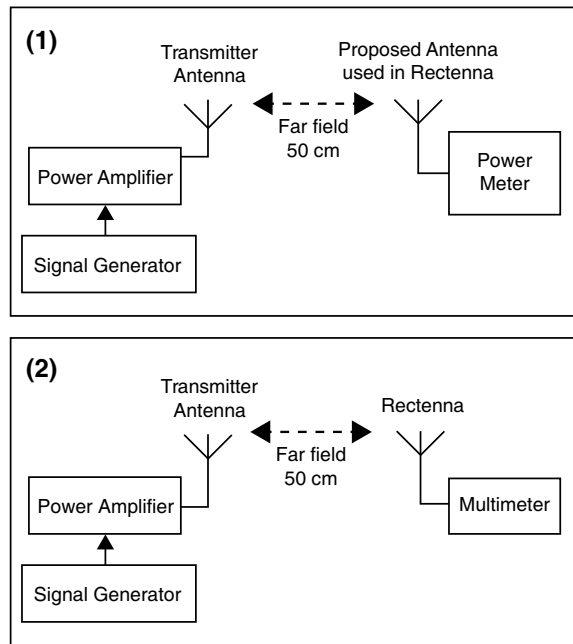 (1)
Transmitter
Antenna
Proposed Antenna
used in Rectenna
Far field
50 cm
Power Amplifier
Power
Meter
Signal Generator
(2)
Transmitter
Antenna
Rectenna
Far field
50 cm
Power Amplifier
Multimeter
Signal Generator